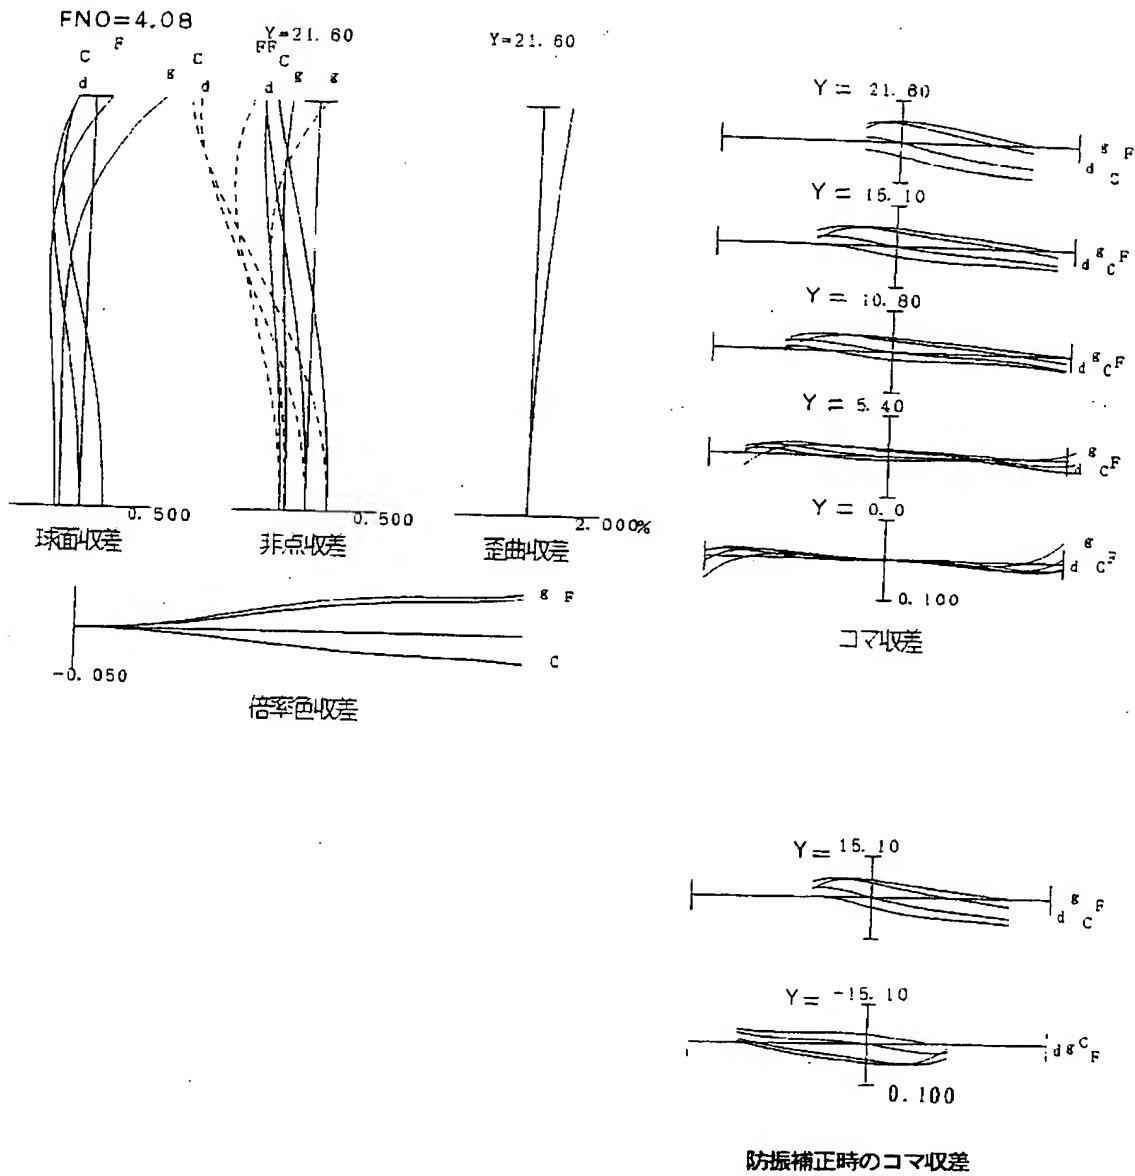 FNO=4.08
C F
d
g
球面収差
0.500
Y=21.60
C
d
FF
C
d g g
非点収差
0.500
Y=21.60
歪曲収差
2.000%
g F
C
-0.050
倍率色収差
Y = 21.60
g F
d C
Y = 15.10
d g C F
Y = 10.80
d g C F
Y = 5.40
g
d C F
Y = 0.0
g
d C F
0.100
コマ収差
Y = 15.10
g F
d C
Y = -15.10
d g C F
0.100
防振補正時のコマ収差